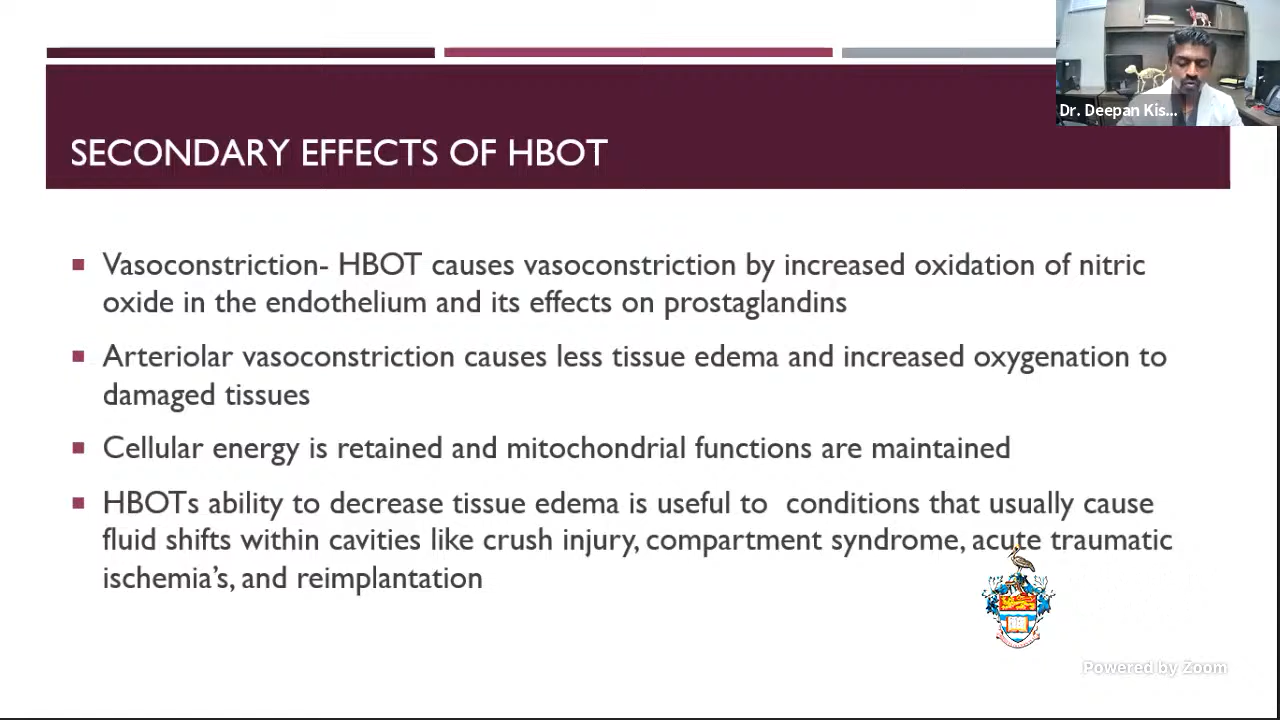 Dr. Deepan Kis...
SECONDARY EFFECTS OF HBOT
Vasoconstriction- HBOT causes vasoconstriction by increased oxidation of nitric
oxide in the endothelium and its effects on prostaglandins
Arteriolar vasoconstriction causes less tissue edema and increased oxygenation to
damaged tissues
Cellular energy is retained and mitochondrial functions are maintained
HBOTs ability to decrease tissue edema is useful to  conditions that usually cause
fluid shifts within cavities like crush injury, compartment syndrome, acute traumatic
ischemia's, and reimplantation
Powered by Zoom